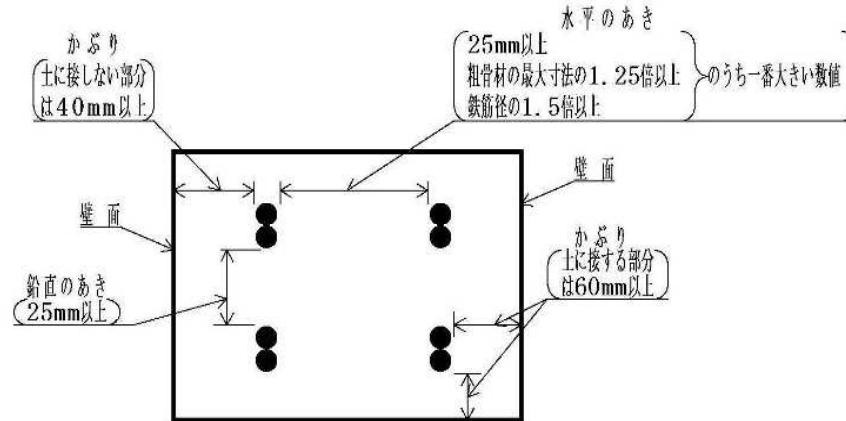 水平のあき
25mm以上
粗骨材の最大寸法の1.25倍以上
鉄筋径の1.5倍以上
のうち一番大きい数値
かぶり
土に接しない部分
は40mm以上
壁面
壁面
かぶり
土に接する部分
は60mm以上
鉛直のあき
25mm以上